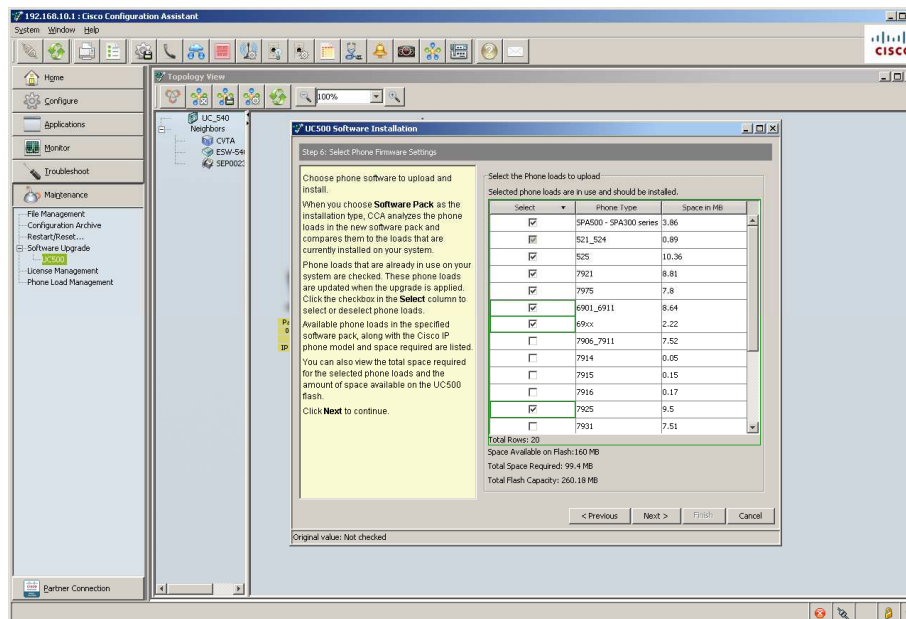 192.168.10.1 : Cisco Configuration Assistant
System Window Help
CISCO
Home
Configure
Applications
Monitor
Troubleshoot
Maintenance
File Management
Configuration Archive
Restart/Reset...
Software Upgrade
UC500
License Management
Phone Load Management
Partner Connection
Topology View
100%
UC_540
Neighbors
CVTA
ESW-54
SEP002
IP
UC500 Software Installation
Step 6: Select Phone Firmware Settings
Choose phone software to upload and
install.
When you choose Software Pack as the
installation type, CCA analyzes the phone
loads in the new software pack and
compares them to the loads that are
currently installed on your system.
Phone loads that are already in use on your
system are checked. These phone loads
are updated when the upgrade is applied.
Click the checkbox in the Select column to
select or deselect phone loads.
Available phone loads in the specified
software pack, along with the Cisco IP
phone model and space required are listed.
You can also view the total space required
for the selected phone loads and the
amount of space available on the UC500
flash.
Click Next to continue.
Select the Phone loads to upload
Selected phone loads are in use and should be installed.
Select Phone Type Space in MB
SPA500 - SPA300 series 3.86
521_524 0.89
525 10.36
7921 8.81
7975 7.8
6901_6911 8.64
69xx 2.22
7906_7911 7.52
7914 0.05
7915 0.15
7916 0.17
7925 9.5
7931 7.51
Total Rows: 20
Space Available on Flash:160 MB
Total Space Required: 99.4 MB
Total Flash Capacity: 260.18 MB
< Previous Next > Finish Cancel
Original value: Not checked